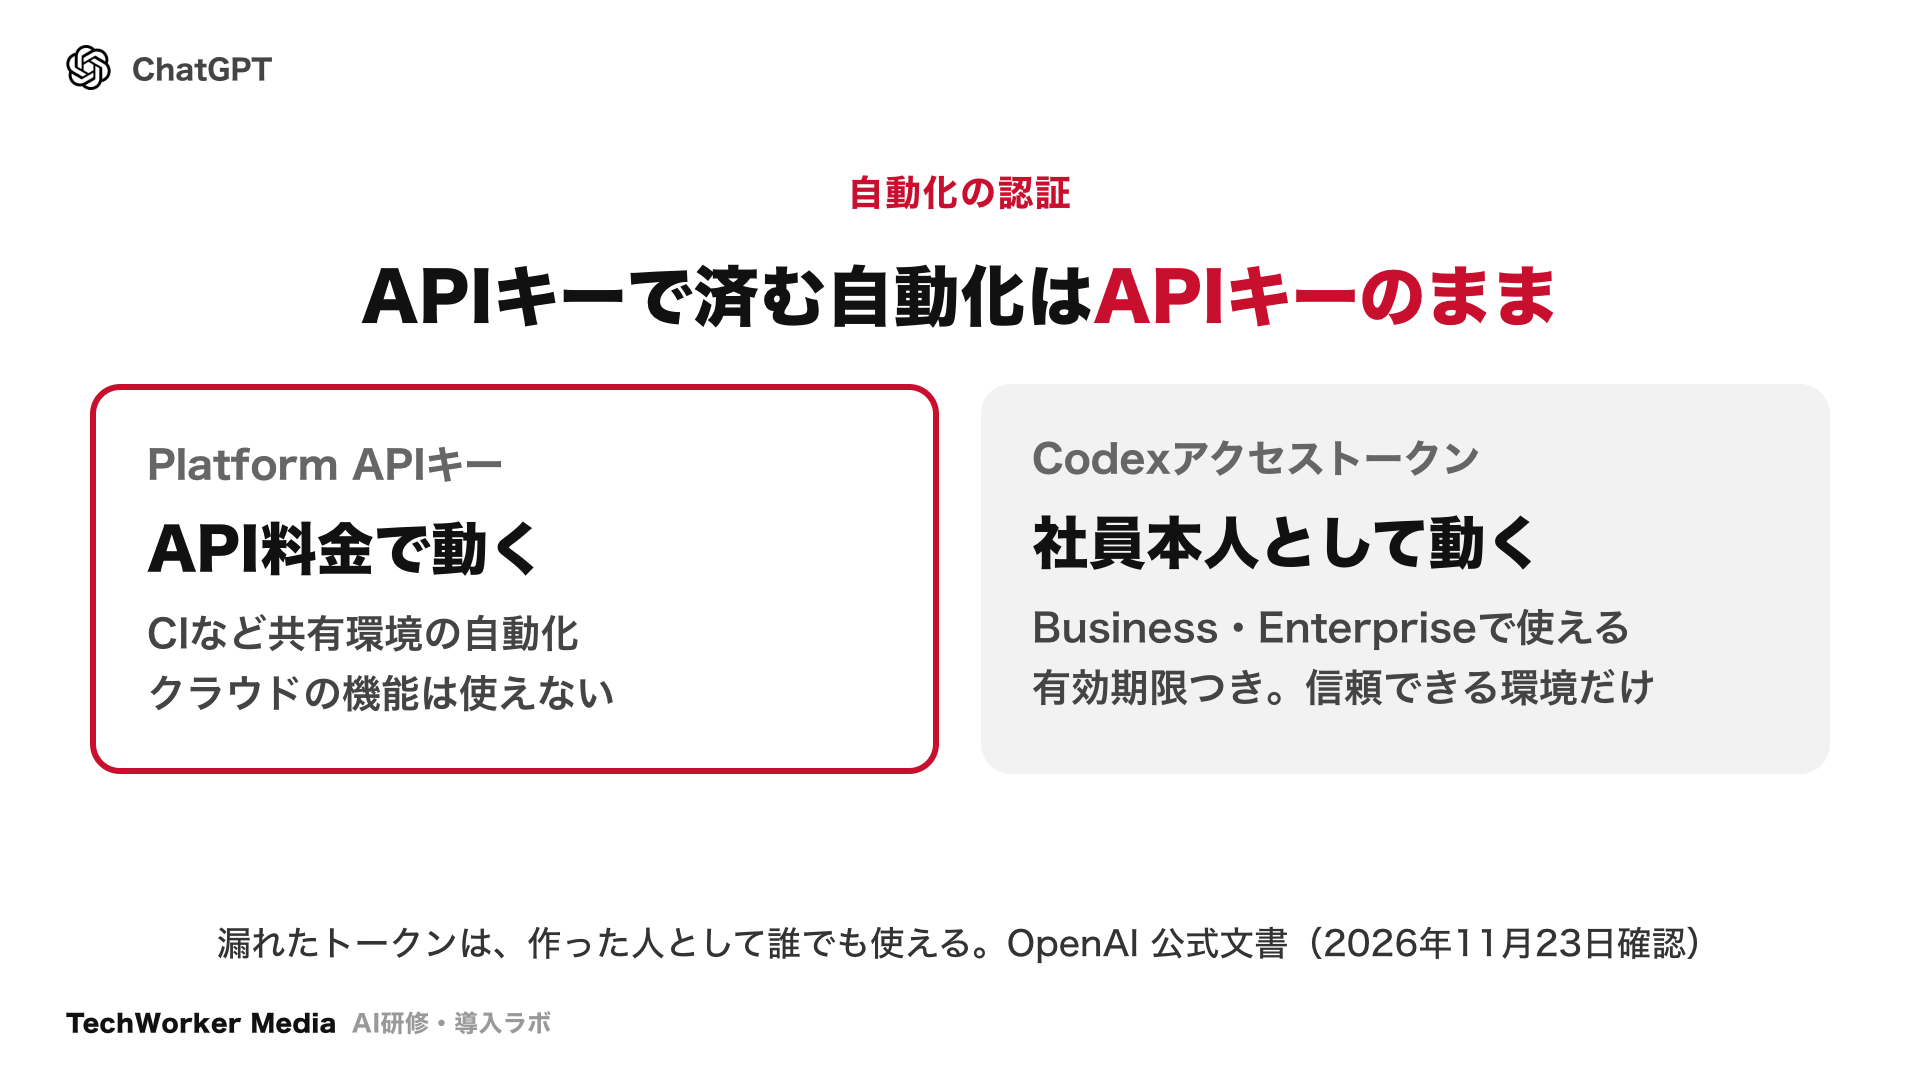 ChatGPT
自動化の認証
APIキーで済む自動化はAPIキーのまま
Platform APIキー
API料金で動く
CIなど共有環境の自動化
クラウドの機能は使えない
Codexアクセストークン
社員本人として動く
Business・Enterpriseで使える
有効期限つき。信頼できる環境だけ
漏れたトークンは、作った人として誰でも使える。OpenAI 公式文書（2026年11月23日確認）
TechWorker Media AI研修・導入ラボ